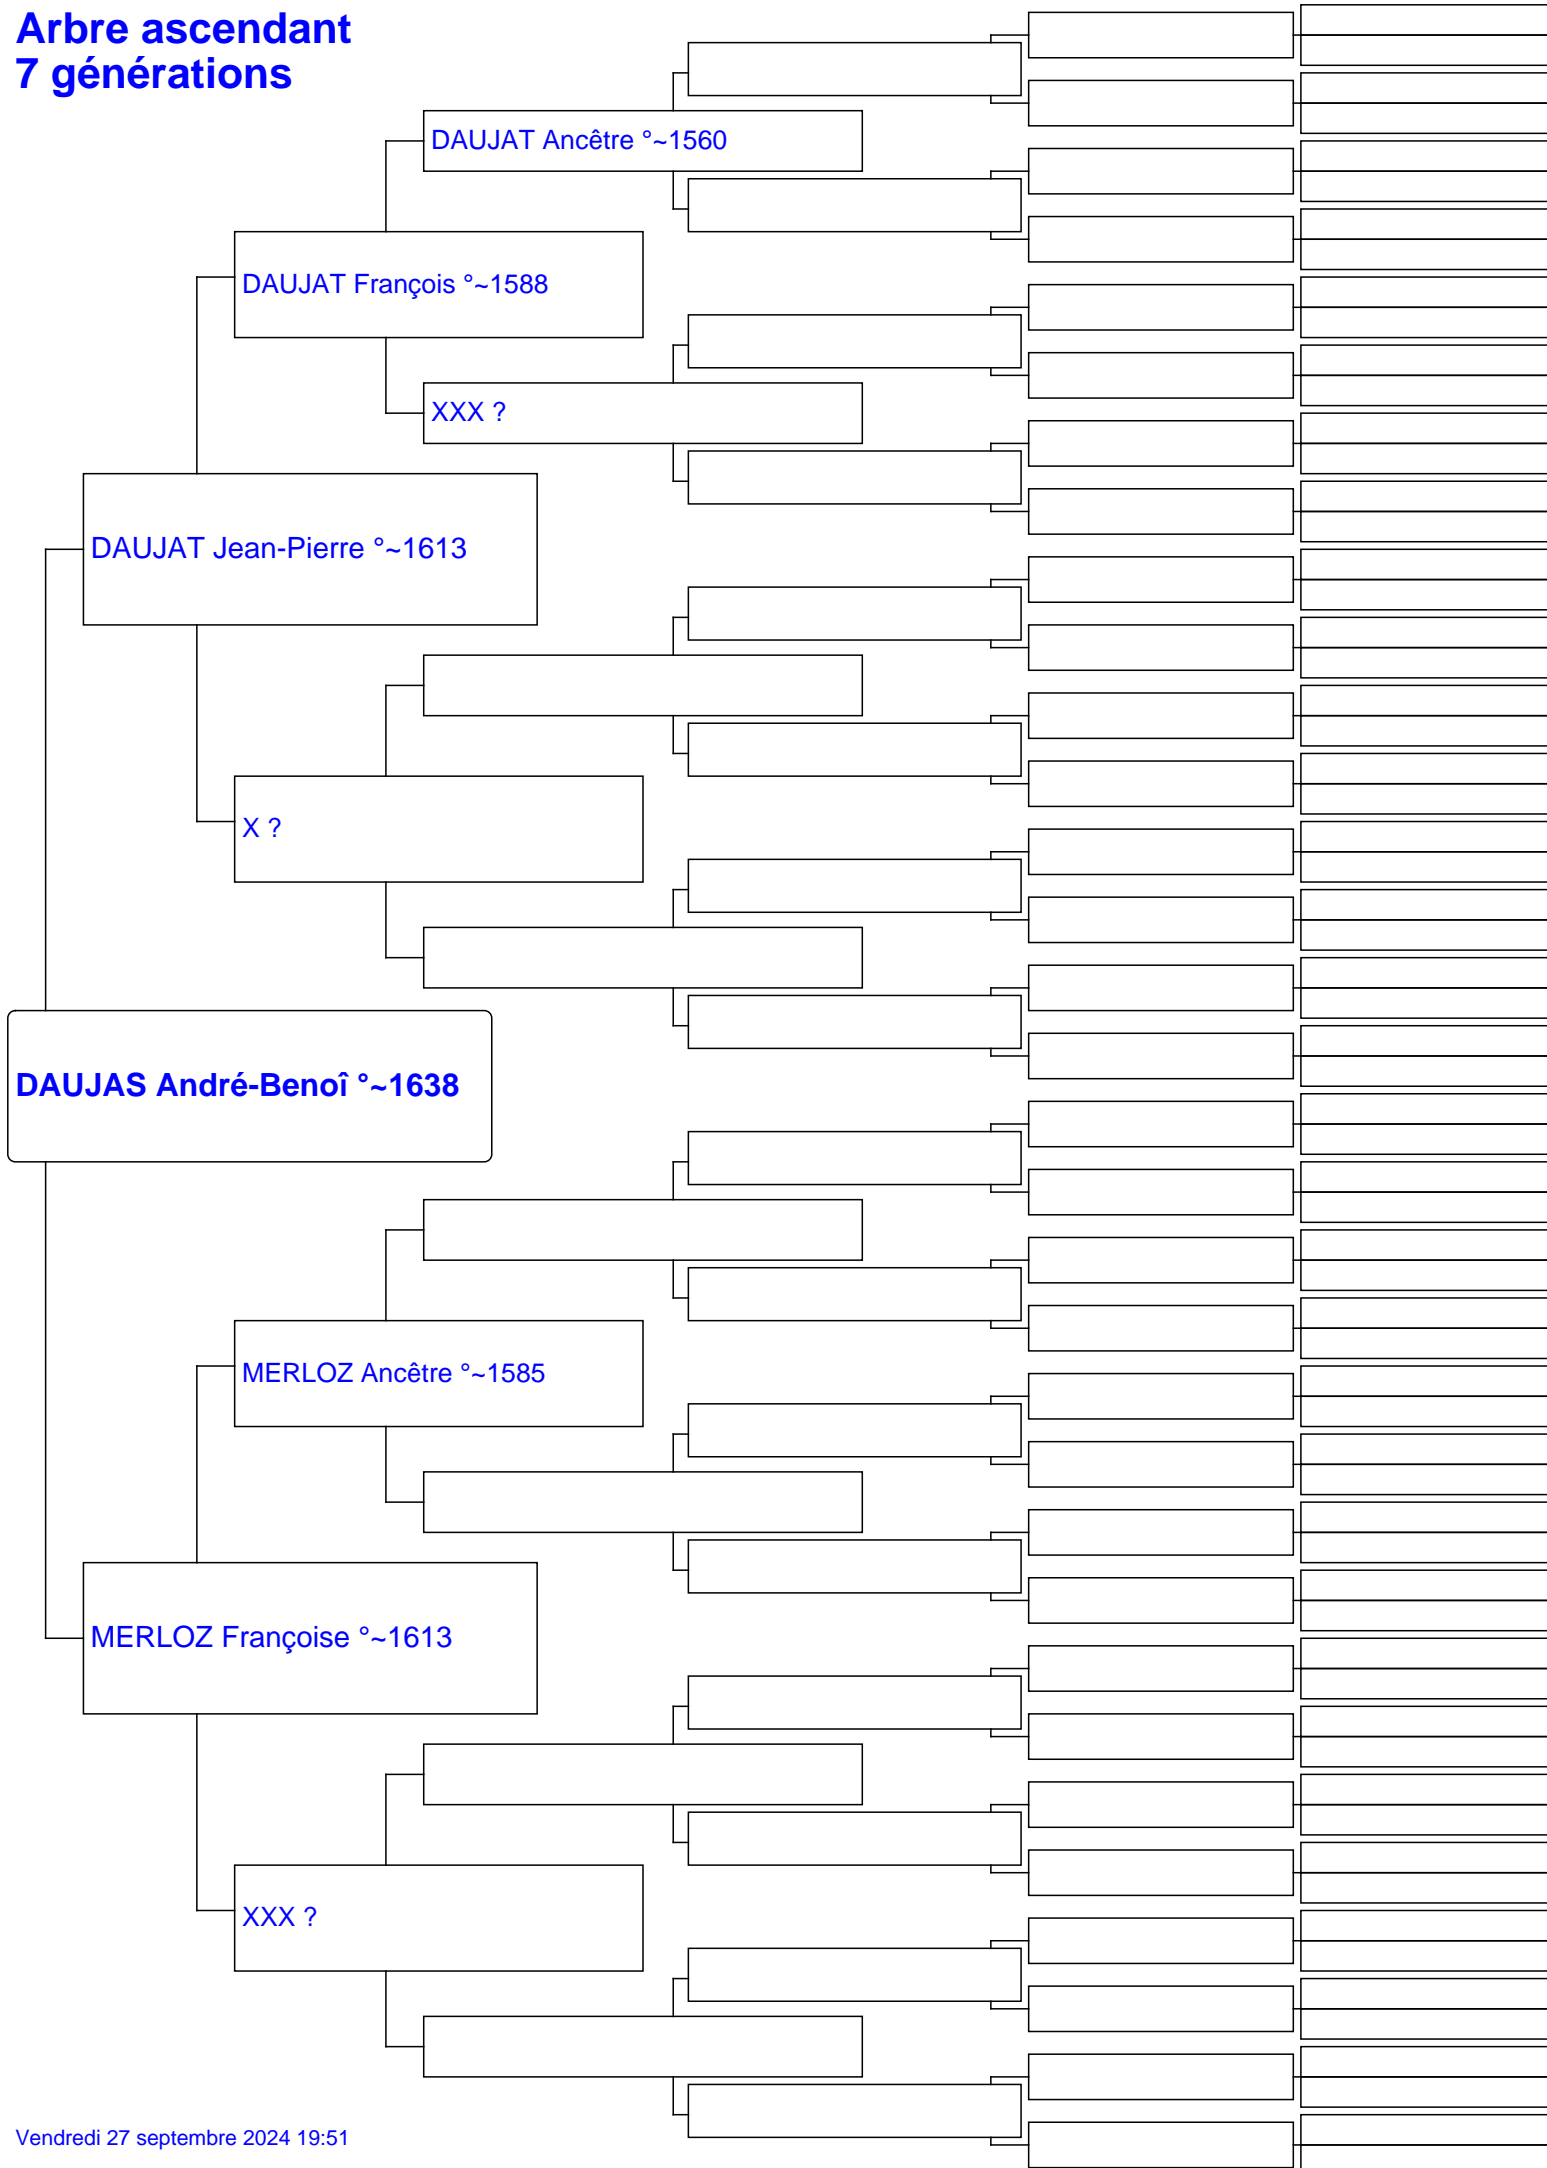 Arbre ascendant
7 générations
DAUJAT Ancêtre °~1560
DAUJAT François °~1588
XXX ?
DAUJAT Jean-Pierre °~1613
X ?
DAUJAS André-Benoî °~1638
MERLOZ Ancêtre °~1585
MERLOZ Françoise °~1613
XXX ?
Vendredi 27 septembre 2024 19:51